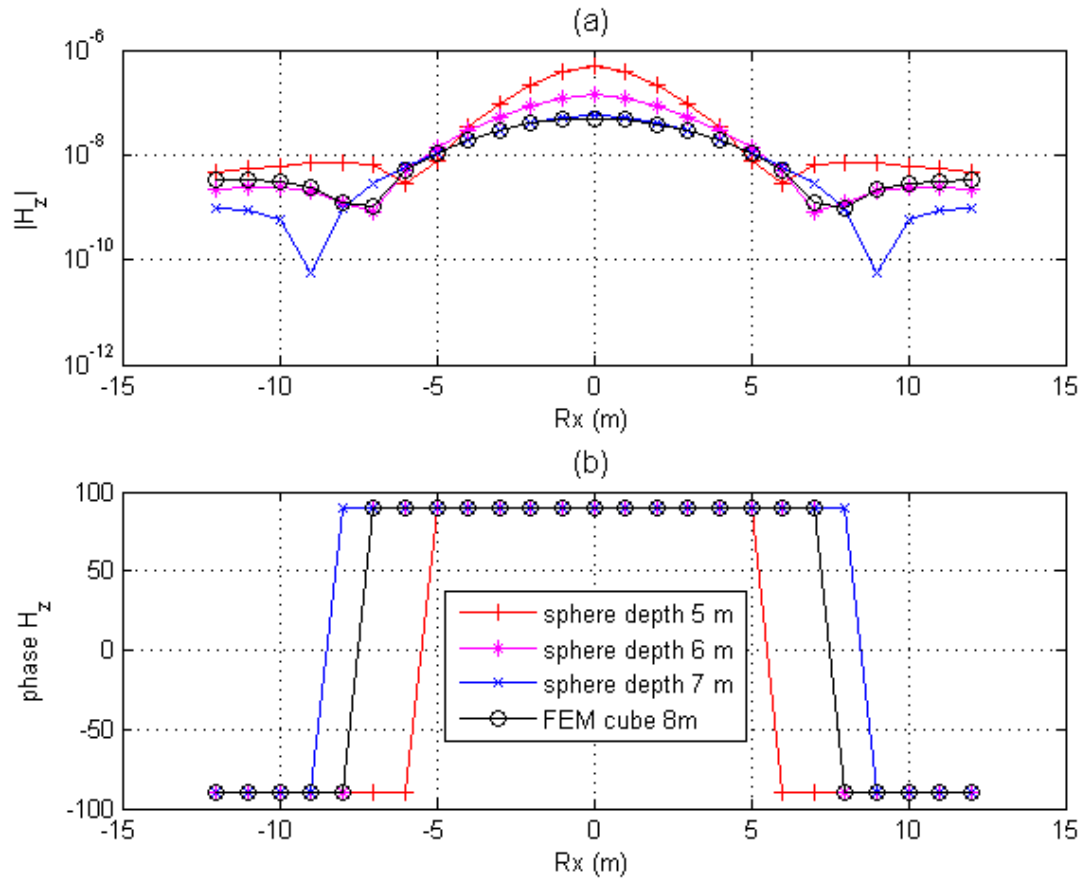 (a)
10^-6
10^-8
10^-10
10^-12
|H_z|
-15 -10 -5 0 5 10 15
Rx (m)
(b)
100
50
0
-50
-100
phase H_z
sphere depth 5 m
sphere depth 6 m
sphere depth 7 m
FEM cube 8m
-15 -10 -5 0 5 10 15
Rx (m)